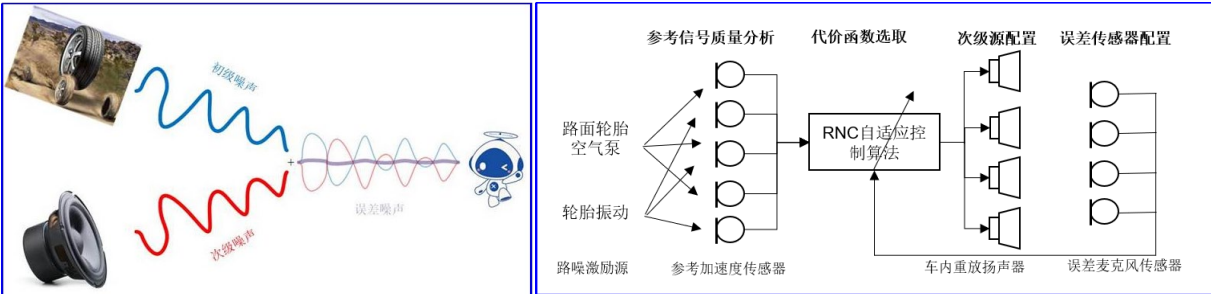 初级噪声
+
误差噪声
次级噪声
参考信号质量分析
代价函数选取
次级源配置
误差传感器配置
路面轮胎
空气泵
轮胎振动
RNC自适应控
制算法
路噪激励源
参考加速度传感器
车内重放扬声器
误差麦克风传感器